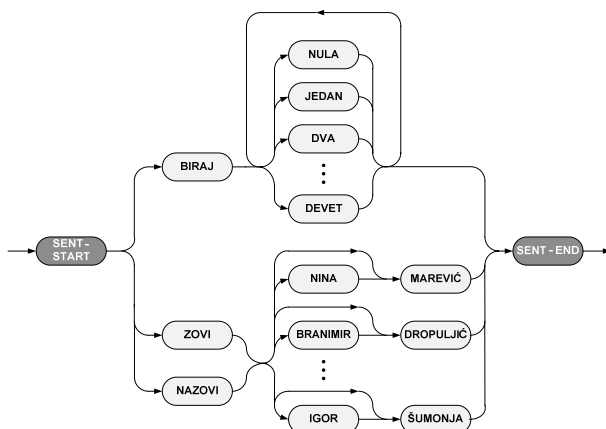 NULA
JEDAN
DVA
BIRAJ
DEVET
SENT-
START
SENT-END
NINA
MAREVIĆ
ZOVI
BRANIMIR
DROPULJIĆ
NAZOVI
IGOR
ŠUMONJA